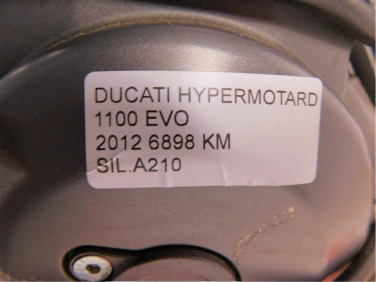 DUCATI HYPERMOTARD
1100 EVO
2012 6898 KM
SIL.A210